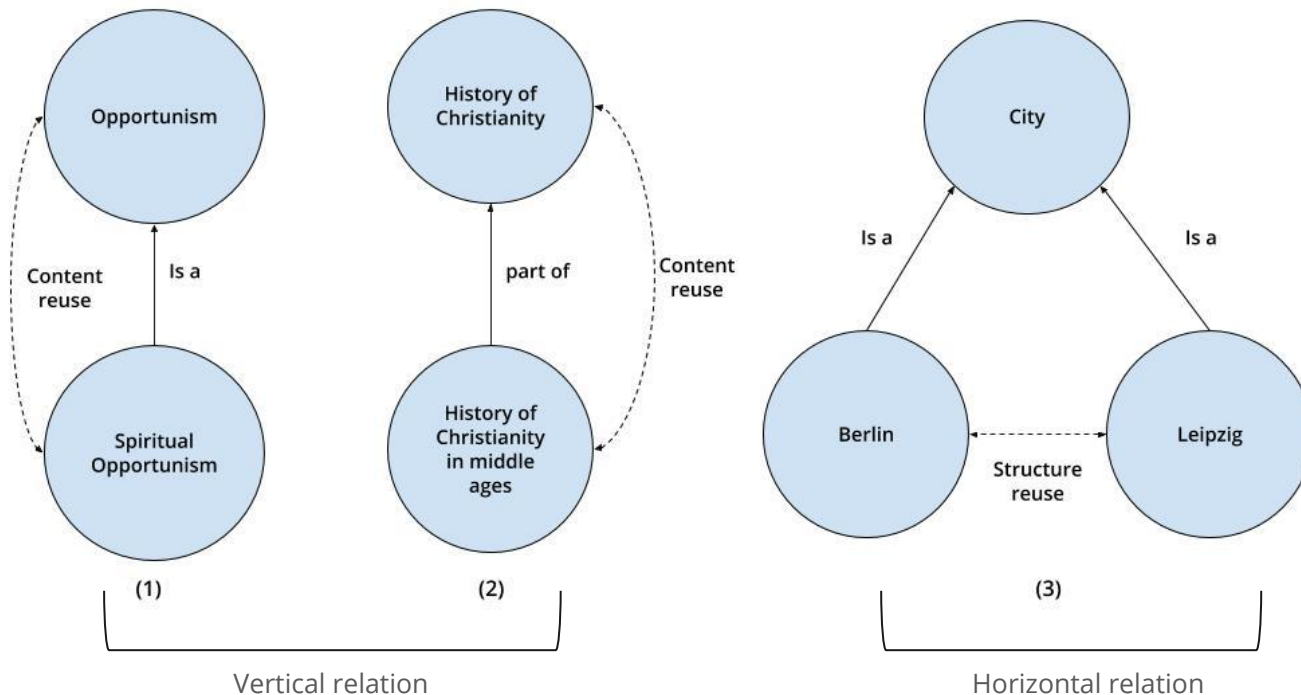 Opportunism
Content
reuse
Is a
Spiritual
Opportunism
(1)
History of
Christianity
part of
Content
reuse
History of
Christianity
in middle
ages
(2)
Vertical relation
City
Is a
Is a
Berlin
Structure
reuse
Leipzig
(3)
Horizontal relation